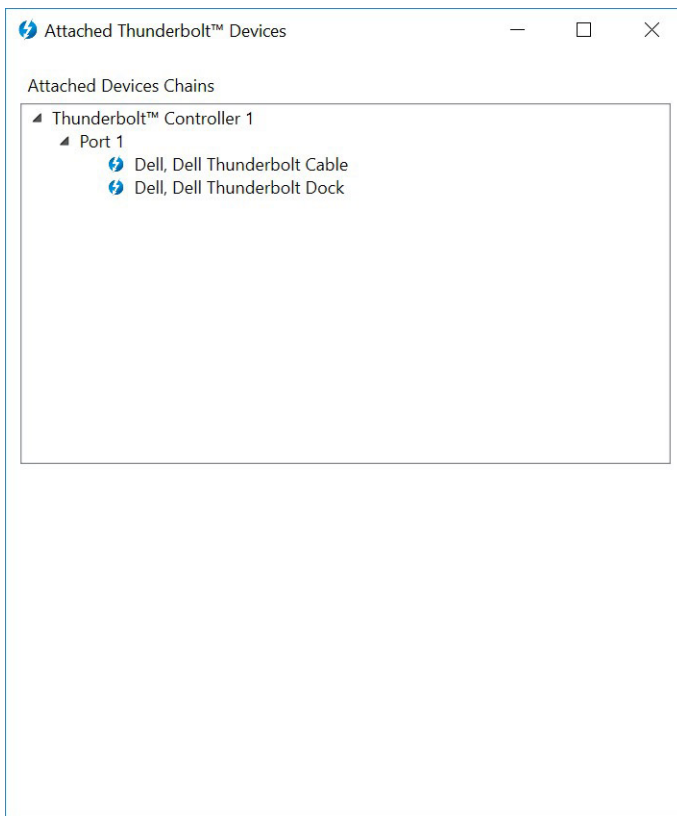 Attached Thunderbolt™ Devices
Attached Devices Chains
Thunderbolt™ Controller 1
Port 1
Dell, Dell Thunderbolt Cable
Dell, Dell Thunderbolt Dock